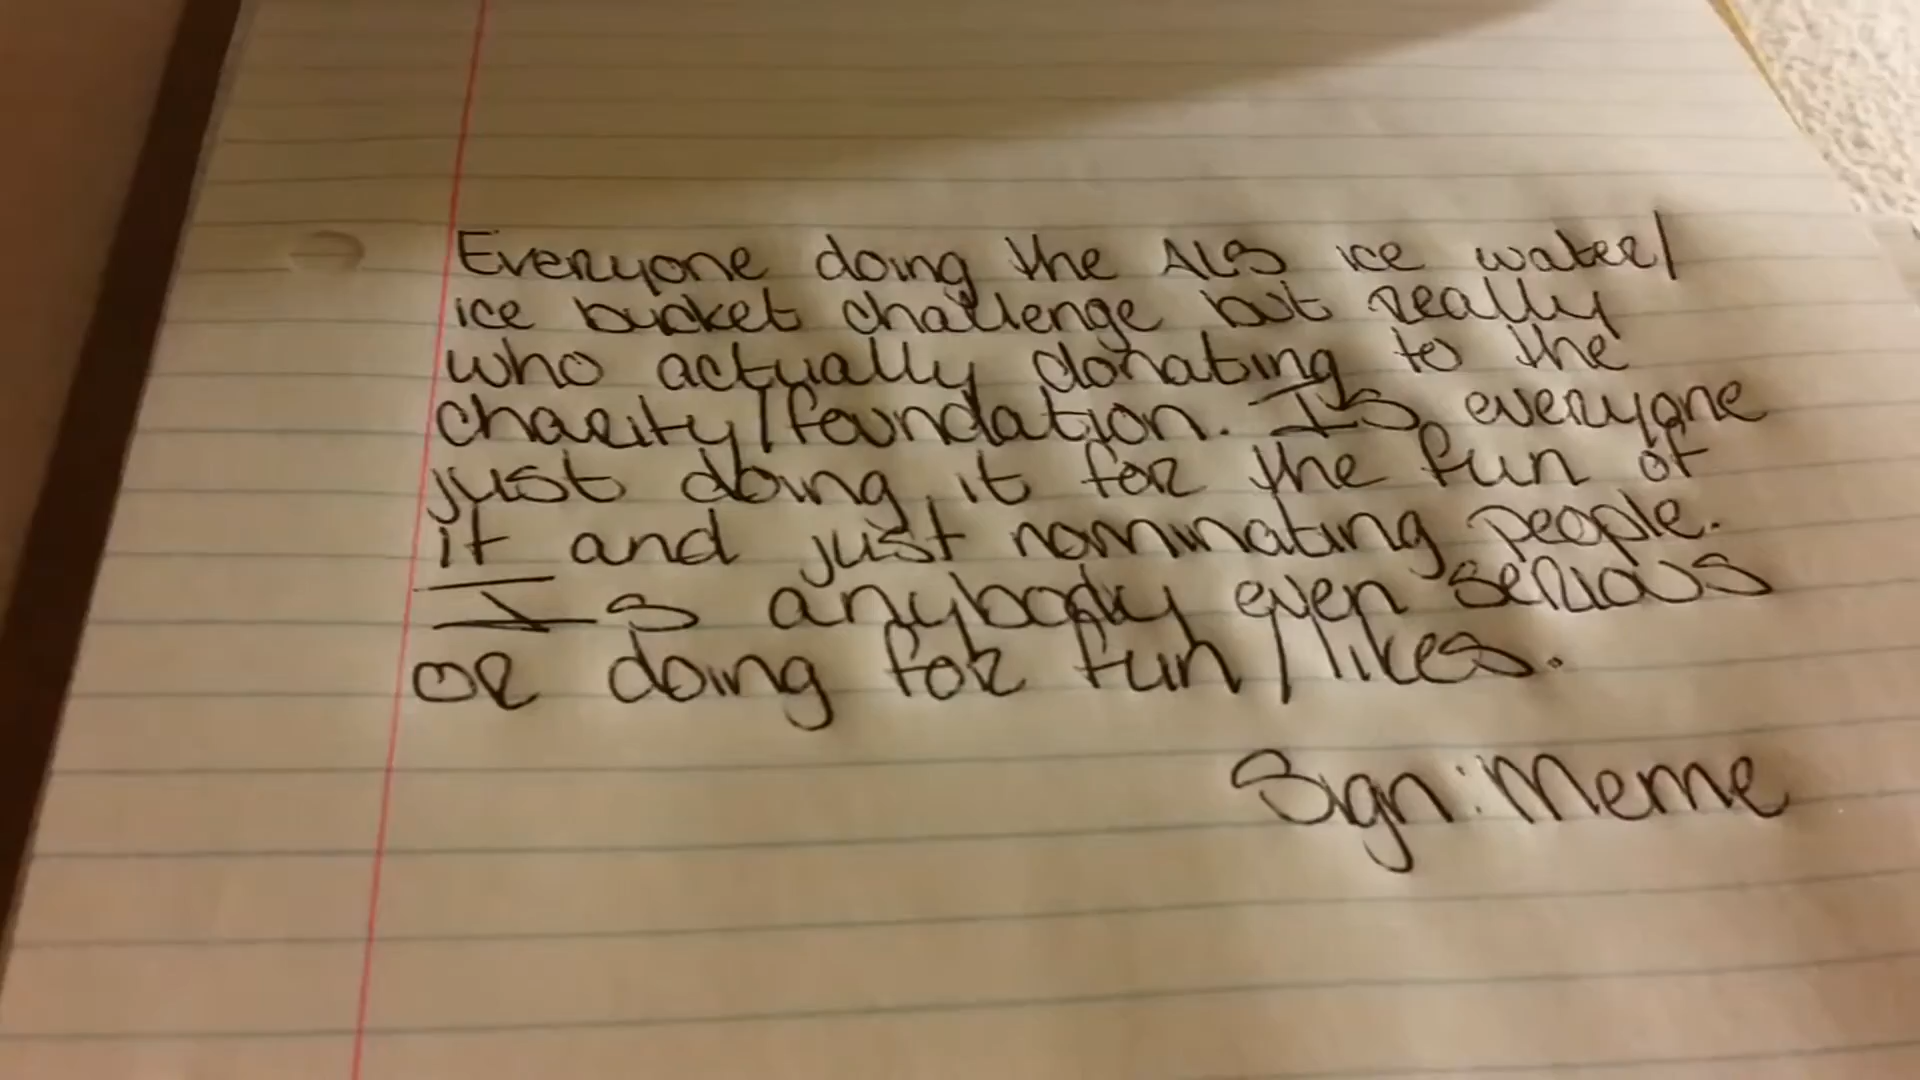 Everyone doing the ALS ice water/
ice bucket challenge but really
who actually donating to the
charity/foundation. Is everyone
just doing it for the fun of
it and just nominating people.
Is anybody even serious
or doing for fun/likes.
Sign: Meme